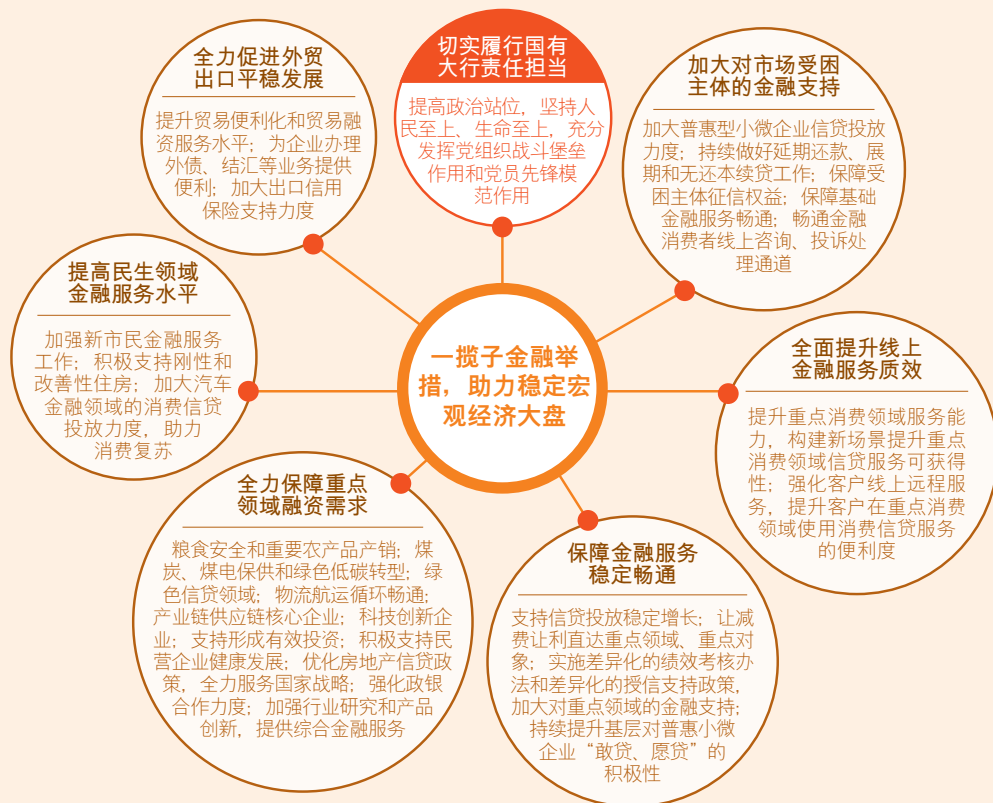 切实履行国有
大行责任担当
提高政治站位，坚持人
民至上、生命至上，充分
发挥党组织战斗堡垒
作用和党员先锋模
范作用
加大对市场受困
主体的金融支持
加大普惠型小微企业信贷投放
力度；持续做好延期还款、展
期和无还本续贷工作；保障受
困主体征信权益；保障基础
金融服务畅通；畅通金融
消费者线上咨询、投诉处
理通道
全面提升线上
金融服务质效
提升重点消费领域服务能
力，构建新场景提升重点
消费领域信贷服务可获得
性；强化客户线上远程服
务，提升客户在重点消费
领域使用消费信贷服务
的便利度
保障金融服务
稳定畅通
支持信贷投放稳定增长；让减
费让利直达重点领域、重点对
象；实施差异化的绩效考核办
法和差异化的授信支持政策，
加大对重点领域的金融支持；
持续提升基层对普惠小微
企业“敢贷、愿贷”的
积极性
全力保障重点
领域融资需求
粮食安全和重要农产品产销；煤
炭、煤电保供和绿色低碳转型；绿
色信贷领域；物流航运循环畅通；
产业链供应链核心企业；科技创新企
业；支持形成有效投资；积极支持民
营企业健康发展；优化房地产信贷政
策，全力服务国家战略；强化政银
合作力度；加强行业研究和产品
创新，提供综合金融服务
提高民生领域
金融服务水平
加强新市民金融服务
工作；积极支持刚性和
改善性住房；加大汽车
金融领域的消费信贷
投放力度，助力
消费复苏
全力促进外贸
出口平稳发展
提升贸易便利化和贸易融
资服务水平；为企业办理
外债、结汇等业务提供
便利；加大出口信用
保险支持力度
一揽子金融举
措，助力稳定宏
观经济大盘